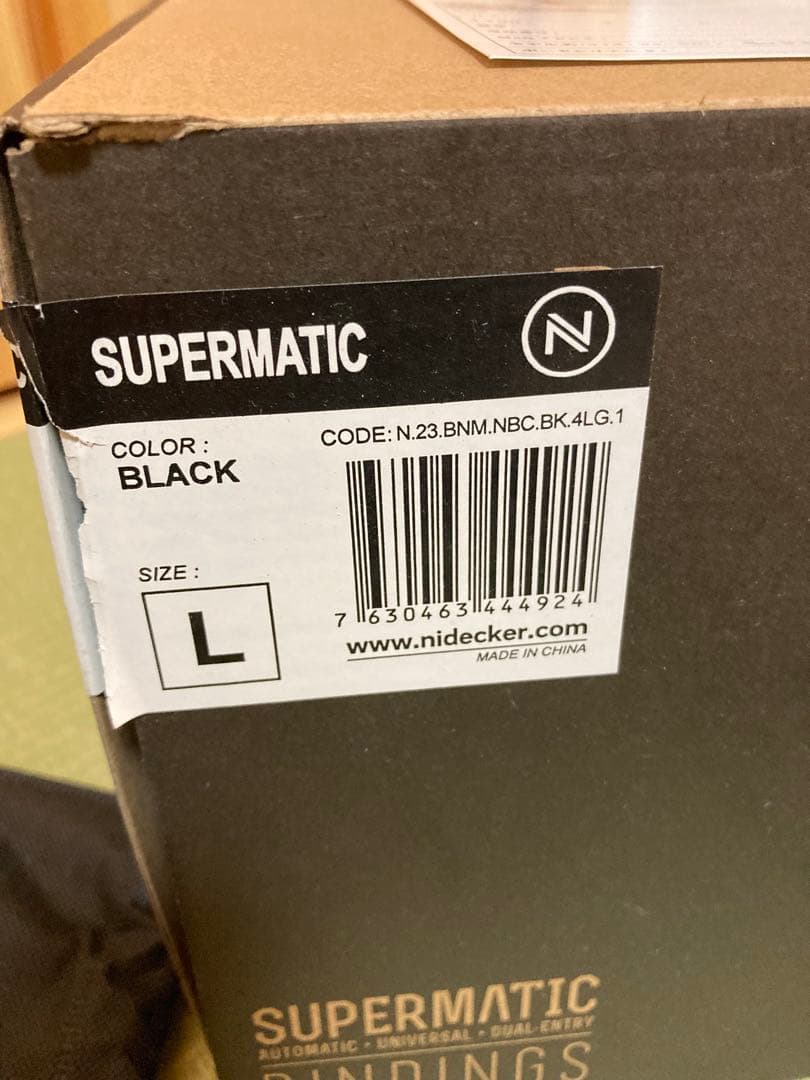 SUPERMATIC
N
COLOR :
BLACK
CODE: N.23.BNM.NBC.BK.4LG.1
SIZE :
L
7 630463 444924
www.nidecker.com
MADE IN CHINA
SUPERMATIC
AUTOMATIC • UNIVERSAL • DUAL-ENTRY
BINDINGS